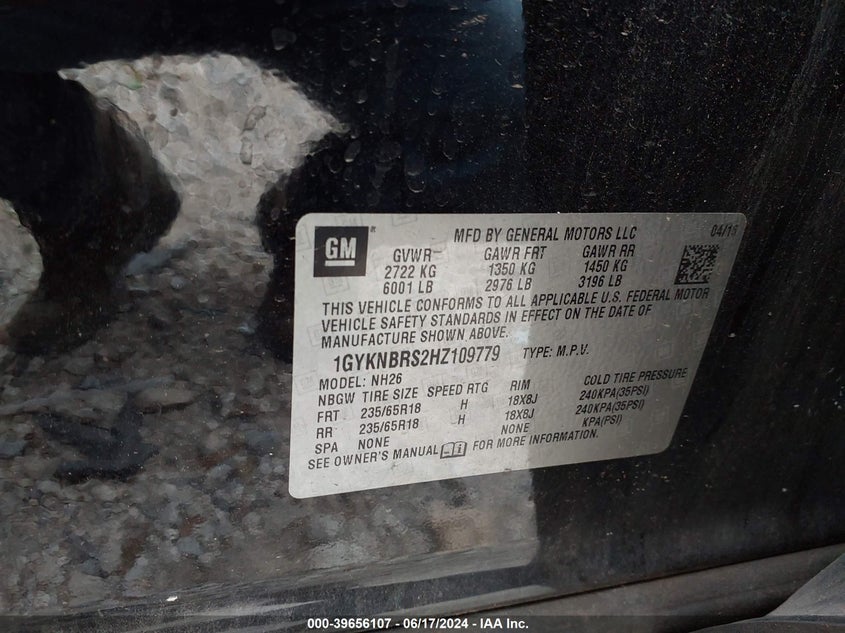 GM ®
MFD BY GENERAL MOTORS LLC 04/16
GVWR GAWR FRT GAWR RR
2722 KG 1350 KG 1450 KG
6001 LB 2976 LB 3196 LB
THIS VEHICLE CONFORMS TO ALL APPLICABLE U.S. FEDERAL MOTOR
VEHICLE SAFETY STANDARDS IN EFFECT ON THE DATE OF
MANUFACTURE SHOWN ABOVE.
1GYKNBRS2HZ109779 TYPE: M.P.V.
MODEL: NH26
NBGW TIRE SIZE SPEED RTG RIM COLD TIRE PRESSURE
FRT 235/65R18 H 18X8J 240KPA(35PSI)
RR 235/65R18 H 18X8J 240KPA(35PSI)
SPA NONE NONE KPA(PSI)
SEE OWNER'S MANUAL FOR MORE INFORMATION.
000-39656107 - 06/17/2024 - IAA Inc.